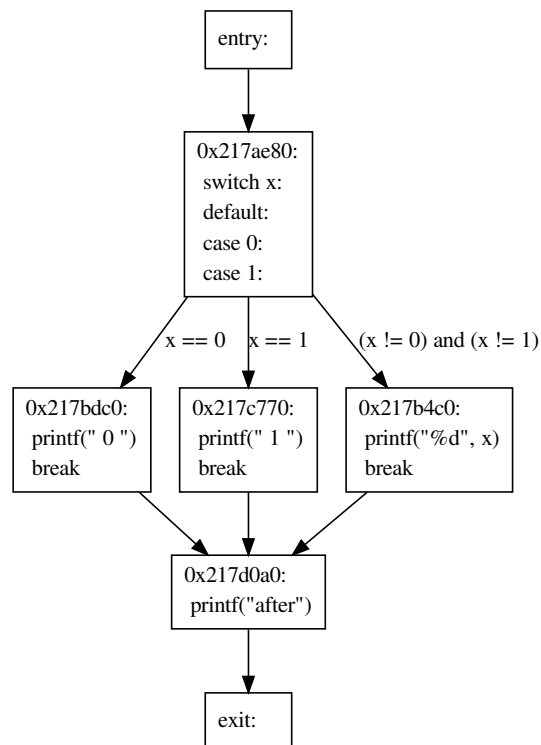 entry:
0x217ae80:
switch x:
default:
case 0:
case 1:
x == 0
x == 1
(x != 0) and (x != 1)
0x217bdc0:
printf(" 0 ")
break
0x217c770:
printf(" 1 ")
break
0x217b4c0:
printf("%d", x)
break
0x217d0a0:
printf("after")
exit: